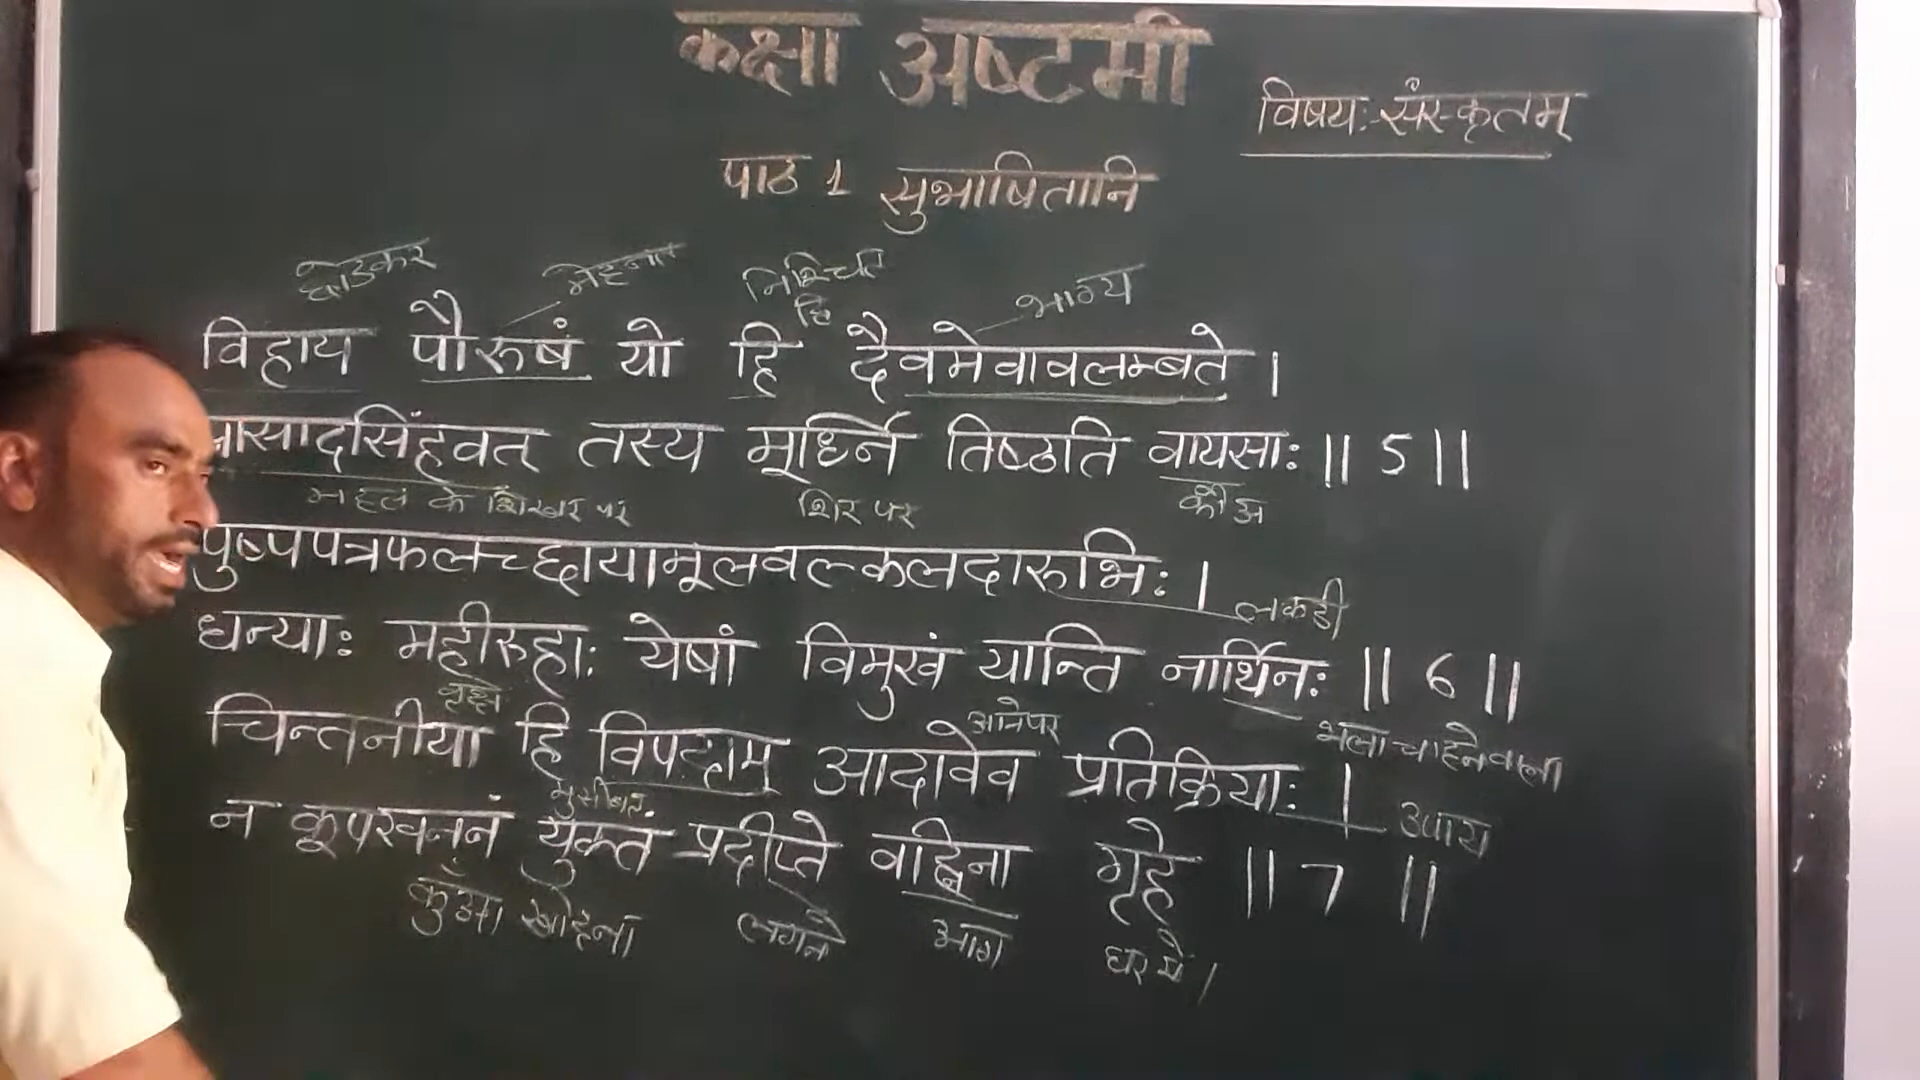 कक्षा अष्टमी
विषय:-संस्कृतम्
पाठ 1 सुभाषितानि
छोडकर मेहनत निश्चित भाग्य
हि
विहाय पौरुषं यो हि दैवमेवावलम्बते ।
सादसिंहवत् तस्य मूर्ध्नि तिष्ठति वायसाः ॥ 5 ॥
महल के शिखर पर शिर पर कौअ
पुष्पपत्रफलच्छायामूलवल्कलदारुभिः ।
लकडी
धन्याः महीरुहाः येषां विमुखं यान्ति नार्थिनः ॥ 6 ॥
वृक्ष आनेपर भला चाहनेवाला
चिन्तनीया हि विपदाम् आदावेव प्रतिक्रियाः ।
मुसीबत उपाय
न कूपखननं युक्तं प्रदीप्ते वह्निना गृहे ॥ 7 ॥
कुँआ खोदना लगने आग घर में ।